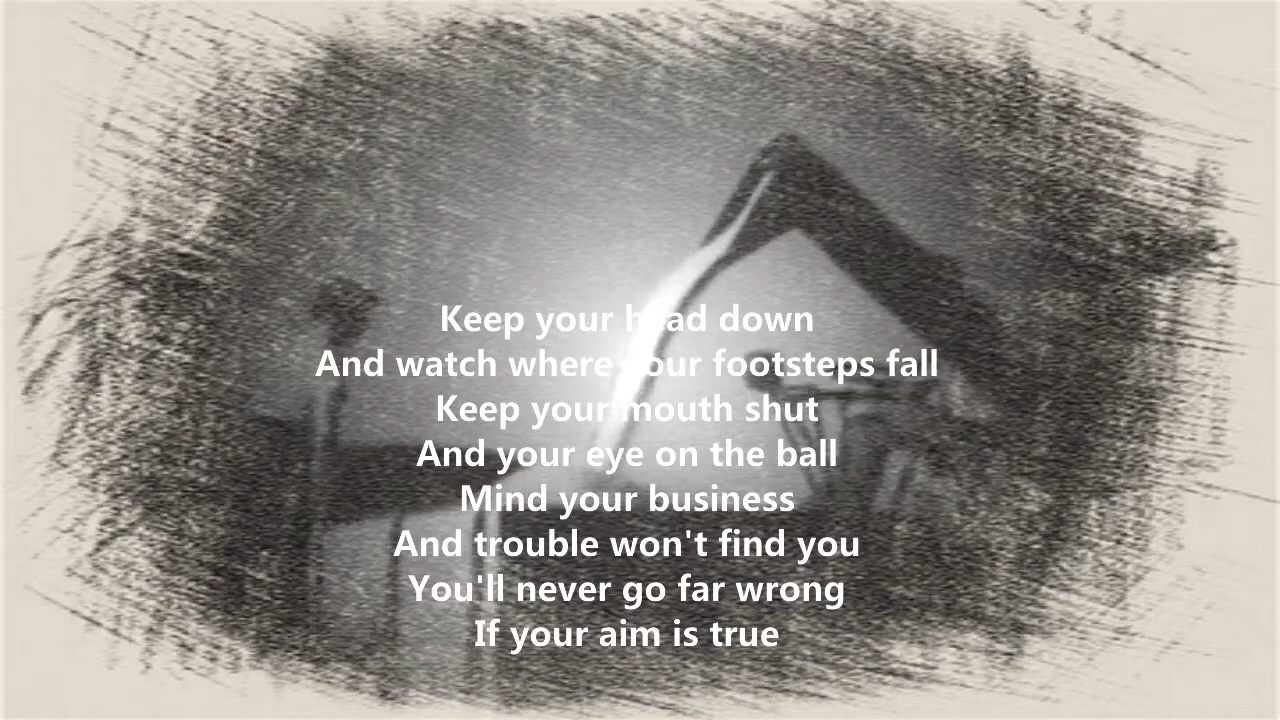 Keep your head down
And watch where your footsteps fall
Keep your mouth shut
And your eye on the ball
Mind your business
And trouble won't find you
You'll never go far wrong
If your aim is true